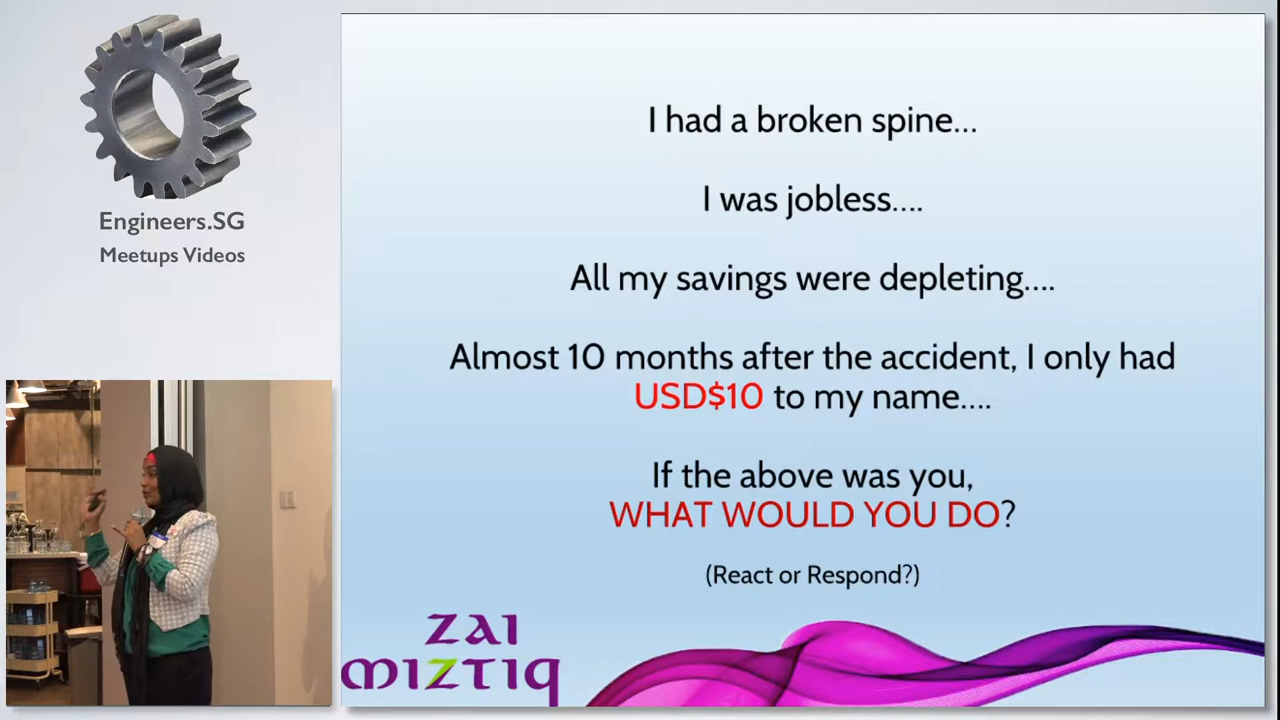 Engineers.SG
Meetups Videos
I had a broken spine...
I was jobless....
All my savings were depleting....
Almost 10 months after the accident, I only had
USD$10 to my name....
If the above was you,
WHAT WOULD YOU DO?
(React or Respond?)
ZAI
MIZTIQ